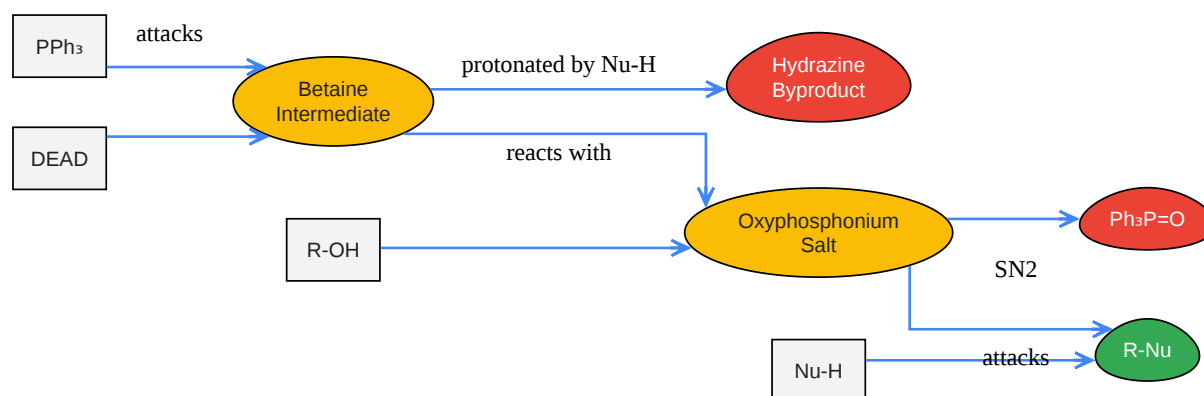 PPh₃
attacks
protonated by Nu-H
Hydrazine
Byproduct
Betaine
Intermediate
DEAD
reacts with
Oxyphosphonium
Salt
Ph₃P=O
R-OH
SN2
R-Nu
attacks
Nu-H